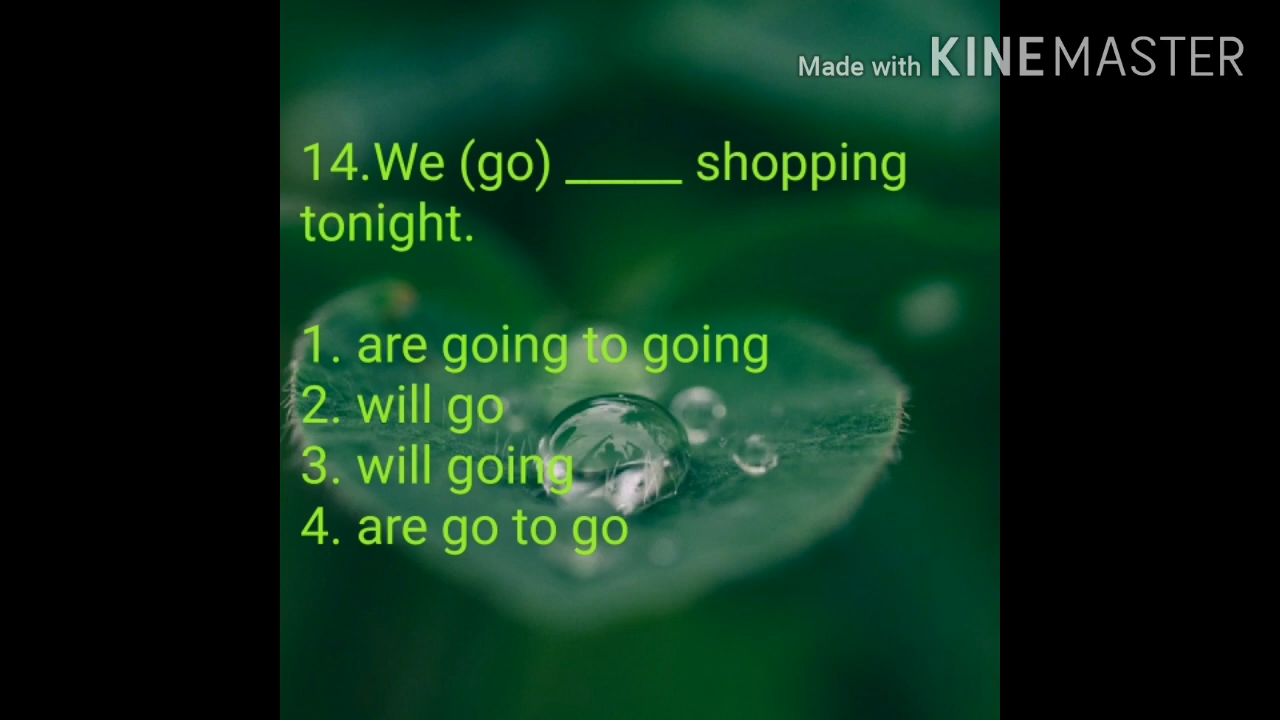 Made with KINEMASTER
14.We (go) _____ shopping
tonight.
1. are going to going
2. will go
3. will going
4. are go to go